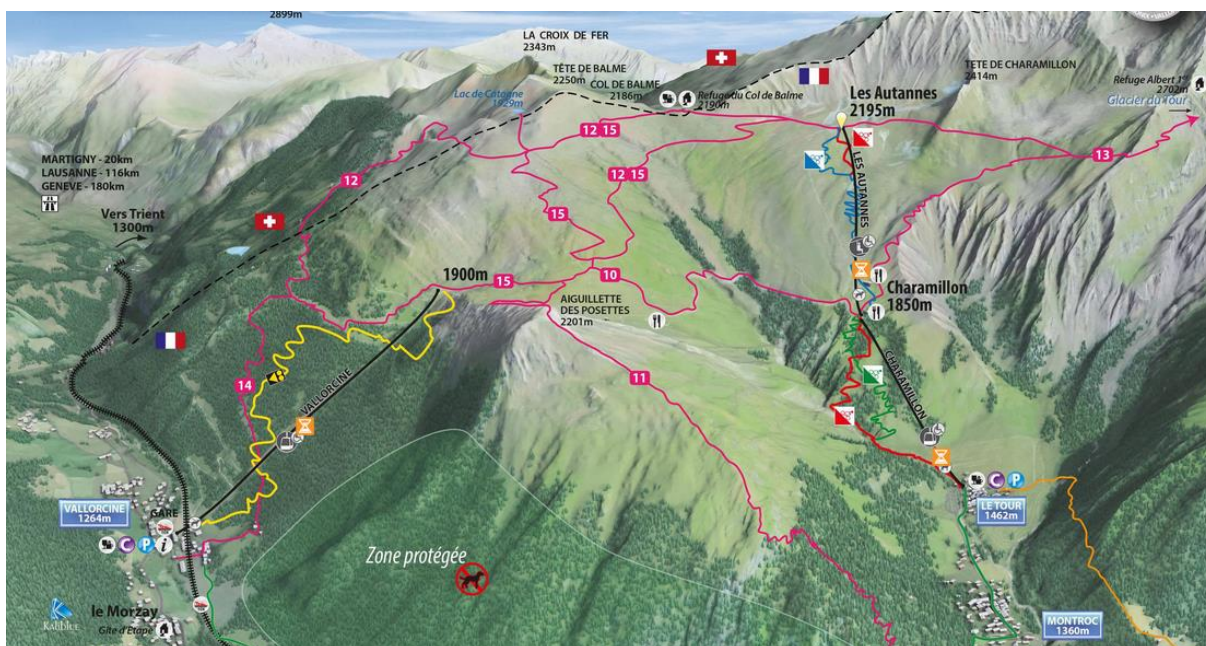 2899m
LA CROIX DE FER
2343m
TÊTE DE BALME
2250m
COL DE BALME
2186m
Refuge du Col de Balme
2190m
Lac de Catogne
1929m
Les Autannes
2195m
TETE DE CHARAMILLON
2414m
Refuge Albert 1er
2702m
Glacier du Tour
MARTIGNY - 20km
LAUSANNE - 116km
GENEVE - 180km
Vers Trient
1300m
12
12 15
12 15
15
13
LES AUTANNES
1900m
15
10
AIGUILLETTE
DES POSETTES
2201m
Charamillon
1850m
CHARAMILLON
11
14
VALLORCINE
VALLORCINE
1264m
GARE
C P i
Zone protégée
C P
LE TOUR
1462m
le Morzay
Gîte d'Etape
MONTROC
1360m